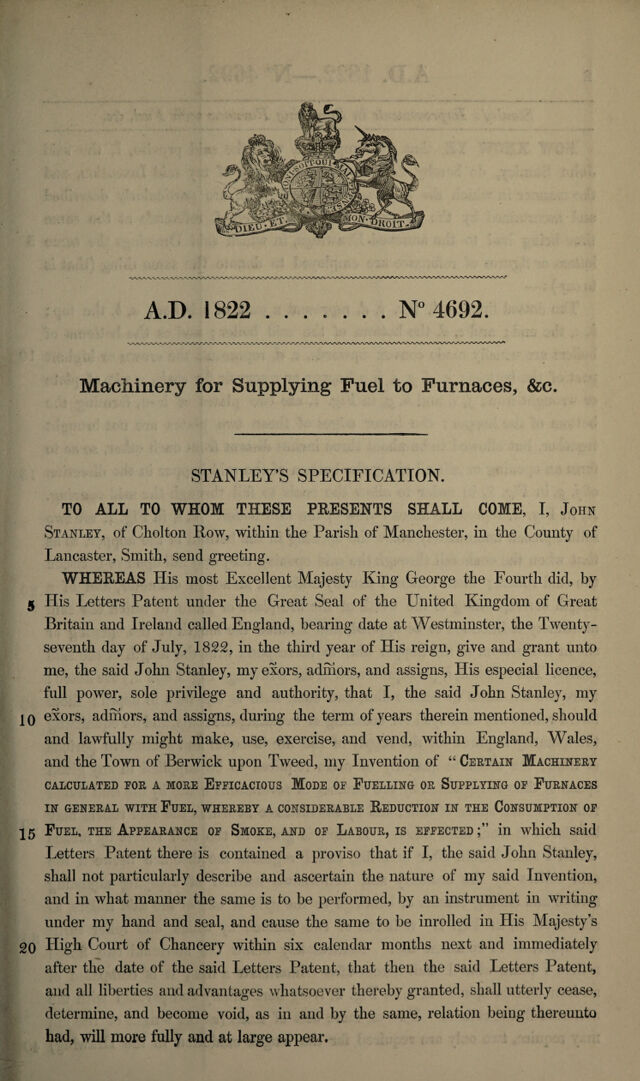 HONI SOIT QUI MAL
DIEU·ET· MON·DROIT.
A.D. 1822 . . . . . . . . Nº 4692.
Machinery for Supplying Fuel to Furnaces, &c.
STANLEY'S SPECIFICATION.
TO ALL TO WHOM THESE PRESENTS SHALL COME, I, JOHN
STANLEY, of Cholton Row, within the Parish of Manchester, in the County of
Lancaster, Smith, send greeting.
WHEREAS His most Excellent Majesty King George the Fourth did, by
5 His Letters Patent under the Great Seal of the United Kingdom of Great
Britain and Ireland called England, bearing date at Westminster, the Twenty-
seventh day of July, 1822, in the third year of His reign, give and grant unto
me, the said John Stanley, my exors, admors, and assigns, His especial licence,
full power, sole privilege and authority, that I, the said John Stanley, my
10 exors, admors, and assigns, during the term of years therein mentioned, should
and lawfully might make, use, exercise, and vend, within England, Wales,
and the Town of Berwick upon Tweed, my Invention of "CERTAIN MACHINERY
CALCULATED FOR A MORE EFFICACIOUS MODE OF FUELLING OR SUPPLYING OF FURNACES
IN GENERAL WITH FUEL, WHEREBY A CONSIDERABLE REDUCTION IN THE CONSUMPTION OF
15 FUEL, THE APPEARANCE OF SMOKE, AND OF LABOUR, IS EFFECTED;" in which said
Letters Patent there is contained a proviso that if I, the said John Stanley,
shall not particularly describe and ascertain the nature of my said Invention,
and in what manner the same is to be performed, by an instrument in writing
under my hand and seal, and cause the same to be inrolled in His Majesty's
20 High Court of Chancery within six calendar months next and immediately
after the date of the said Letters Patent, that then the said Letters Patent,
and all liberties and advantages whatsoever thereby granted, shall utterly cease,
determine, and become void, as in and by the same, relation being thereunto
had, will more fully and at large appear.